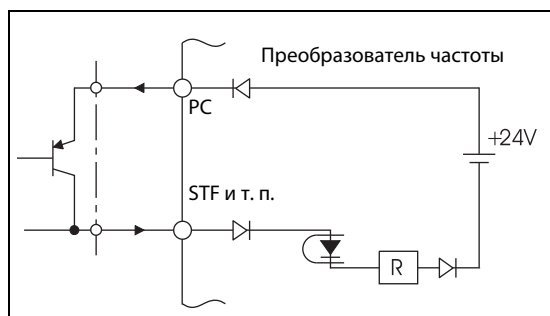 Преобразователь частоты
PC
+24V
STF и т. п.
R